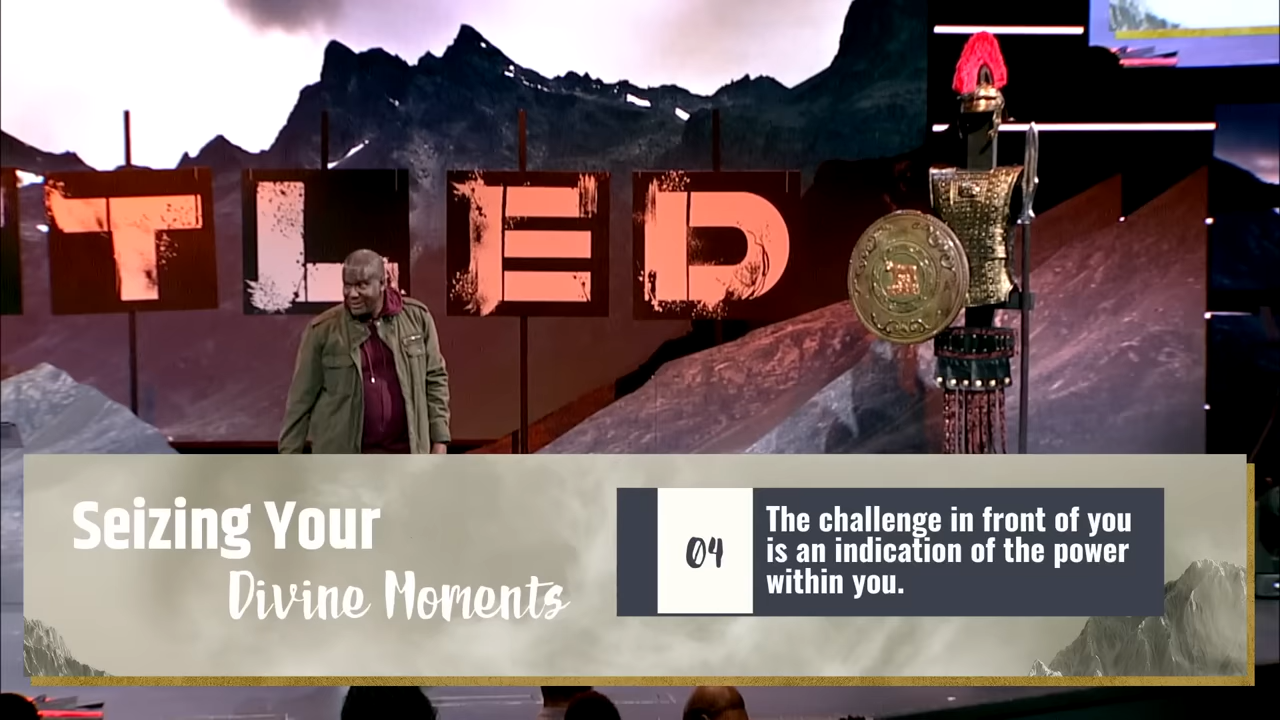 TLED
Seizing Your
Divine Moments
04
The challenge in front of you
is an indication of the power
within you.